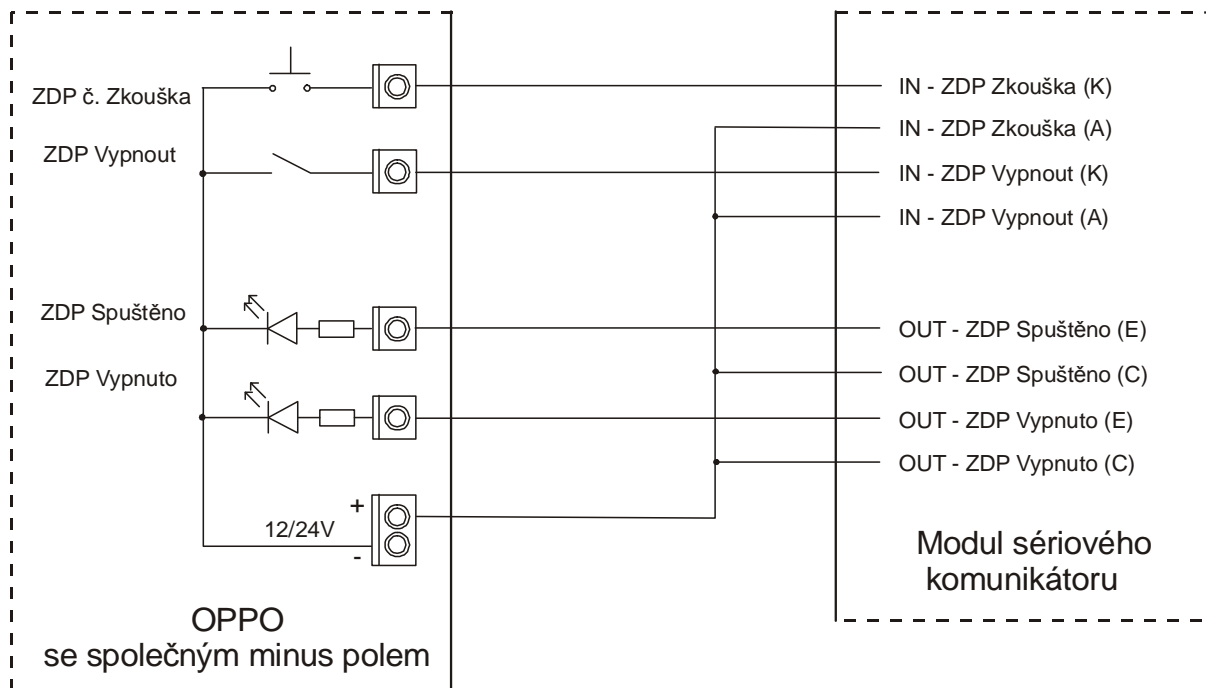 ZDP č. Zkouška
ZDP Vypnout
ZDP Spuštěno
ZDP Vypnuto
12/24V
+
-
OPPO
se společným minus polem
IN - ZDP Zkouška (K)
IN - ZDP Zkouška (A)
IN - ZDP Vypnout (K)
IN - ZDP Vypnout (A)
OUT - ZDP Spuštěno (E)
OUT - ZDP Spuštěno (C)
OUT - ZDP Vypnuto (E)
OUT - ZDP Vypnuto (C)
Modul sériového
komunikátoru